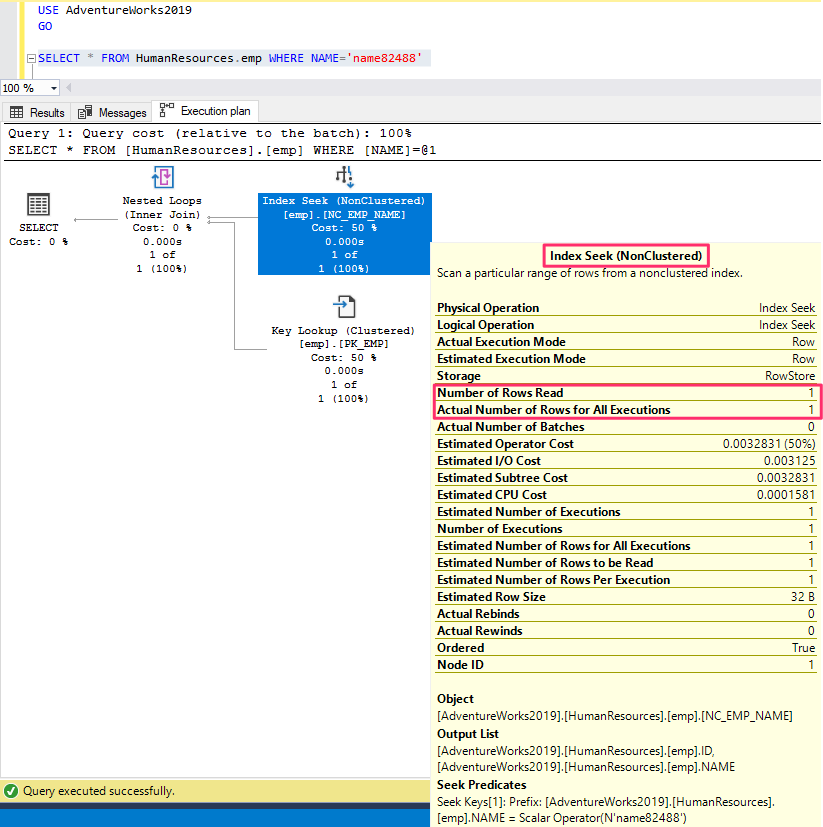 USE AdventureWorks2019
GO
SELECT * FROM HumanResources.emp WHERE NAME='name82488'
100 %
Results Messages Execution plan
Query 1: Query cost (relative to the batch): 100%
SELECT * FROM [HumanResources].[emp] WHERE [NAME]=@1
SELECT
Cost: 0 %
Nested Loops
(Inner Join)
Cost: 0 %
0.000s
1 of
1 (100%)
Index Seek (NonClustered)
[emp].[NC_EMP_NAME]
Cost: 50 %
0.000s
1 of
1 (100%)
Key Lookup (Clustered)
[emp].[PK_EMP]
Cost: 50 %
0.000s
1 of
1 (100%)
Index Seek (NonClustered)
Scan a particular range of rows from a nonclustered index.
Physical Operation Index Seek
Logical Operation Index Seek
Actual Execution Mode Row
Estimated Execution Mode Row
Storage RowStore
Number of Rows Read 1
Actual Number of Rows for All Executions 1
Actual Number of Batches 0
Estimated Operator Cost 0.0032831 (50%)
Estimated I/O Cost 0.003125
Estimated Subtree Cost 0.0032831
Estimated CPU Cost 0.0001581
Estimated Number of Executions 1
Number of Executions 1
Estimated Number of Rows for All Executions 1
Estimated Number of Rows to be Read 1
Estimated Number of Rows Per Execution 1
Estimated Row Size 32 B
Actual Rebinds 0
Actual Rewinds 0
Ordered True
Node ID 1
Object
[AdventureWorks2019].[HumanResources].[emp].[NC_EMP_NAME]
Output List
[AdventureWorks2019].[HumanResources].[emp].ID,
[AdventureWorks2019].[HumanResources].[emp].NAME
Seek Predicates
Seek Keys[1]: Prefix: [AdventureWorks2019].[HumanResources].
[emp].NAME = Scalar Operator(N'name82488')
Query executed successfully.